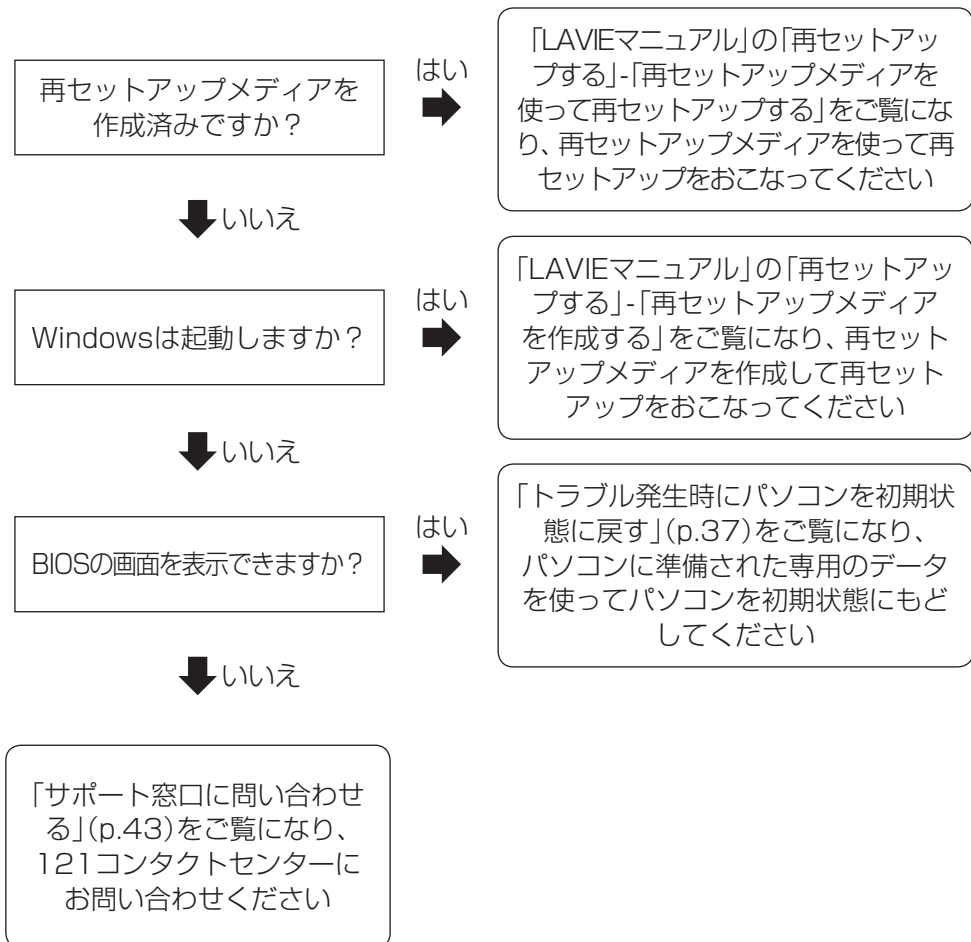 再セットアップメディアを
作成済みですか？
はい
「LAVIEマニュアル」の「再セットアッ
プする」-「再セットアップメディアを
使って再セットアップする」をご覧にな
り、再セットアップメディアを使って再
セットアップをおこなってください
いいえ
Windowsは起動しますか？
はい
「LAVIEマニュアル」の「再セットアッ
プする」-「再セットアップメディア
を作成する」をご覧になり、再セット
アップメディアを作成して再セット
アップをおこなってください
いいえ
BIOSの画面を表示できますか？
はい
「トラブル発生時にパソコンを初期状
態に戻す」(p.37)をご覧になり、
パソコンに準備された専用のデータ
を使ってパソコンを初期状態にもど
してください
いいえ
「サポート窓口に問い合わせ
る」(p.43)をご覧になり、
121コンタクトセンターに
お問い合わせください